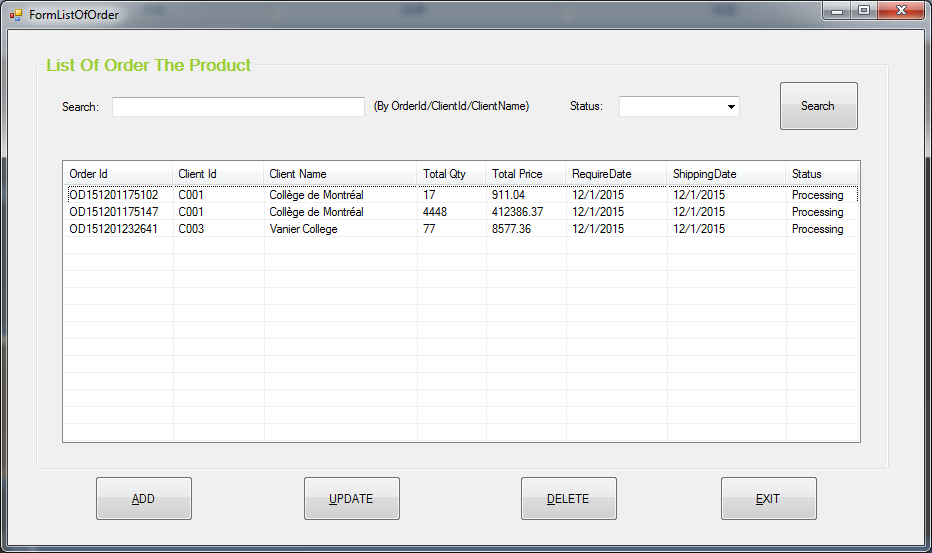 FormListOfOrder
List Of Order The Product
Search: (By OrderId/ClientId/ClientName) Status: Search
Order Id Client Id Client Name Total Qty Total Price RequireDate ShippingDate Status
OD151201175102 C001 Collège de Montréal 17 911.04 12/1/2015 12/1/2015 Processing
OD151201175147 C001 Collège de Montréal 4448 412386.37 12/1/2015 12/1/2015 Processing
OD151201232641 C003 Vanier College 77 8577.36 12/1/2015 12/1/2015 Processing
ADD UPDATE DELETE EXIT